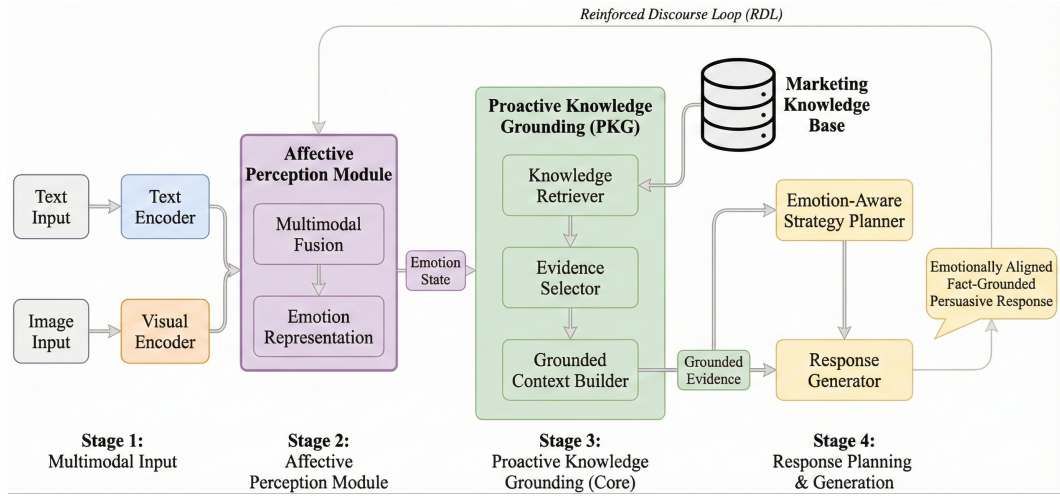 Reinforced Discourse Loop (RDL)
Marketing
Knowledge
Base
Proactive Knowledge
Grounding (PKG)
Affective
Perception Module
Text
Input
Text
Encoder
Multimodal
Fusion
Knowledge
Retriever
Emotion-Aware
Strategy Planner
Emotion
State
Evidence
Selector
Emotionally Aligned
Fact-Grounded
Persuasive Response
Image
Input
Visual
Encoder
Emotion
Representation
Grounded
Context Builder
Grounded
Evidence
Response
Generator
Stage 1:
Multimodal Input
Stage 2:
Affective
Perception Module
Stage 3:
Proactive Knowledge
Grounding (Core)
Stage 4:
Response Planning
& Generation